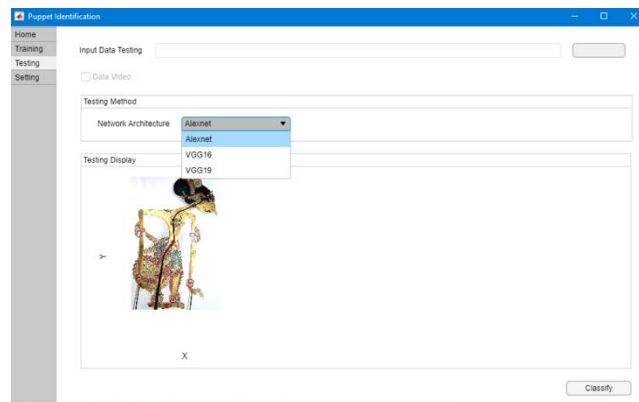 Puppet Identification
Home
Training
Testing
Setting
Input Data Testing
Data Video
Testing Method
Network Architecture Alexnet
Alexnet
VGG16
VGG19
Testing Display
Y
X
Classify